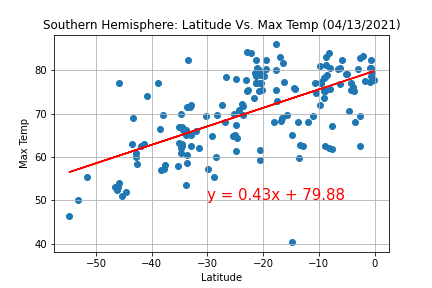 Southern Hemisphere: Latitude Vs. Max Temp (04/13/2021)
80
70
60
50
40
Max Temp
y = 0.43x + 79.88
−50 −40 −30 −20 −10 0
Latitude